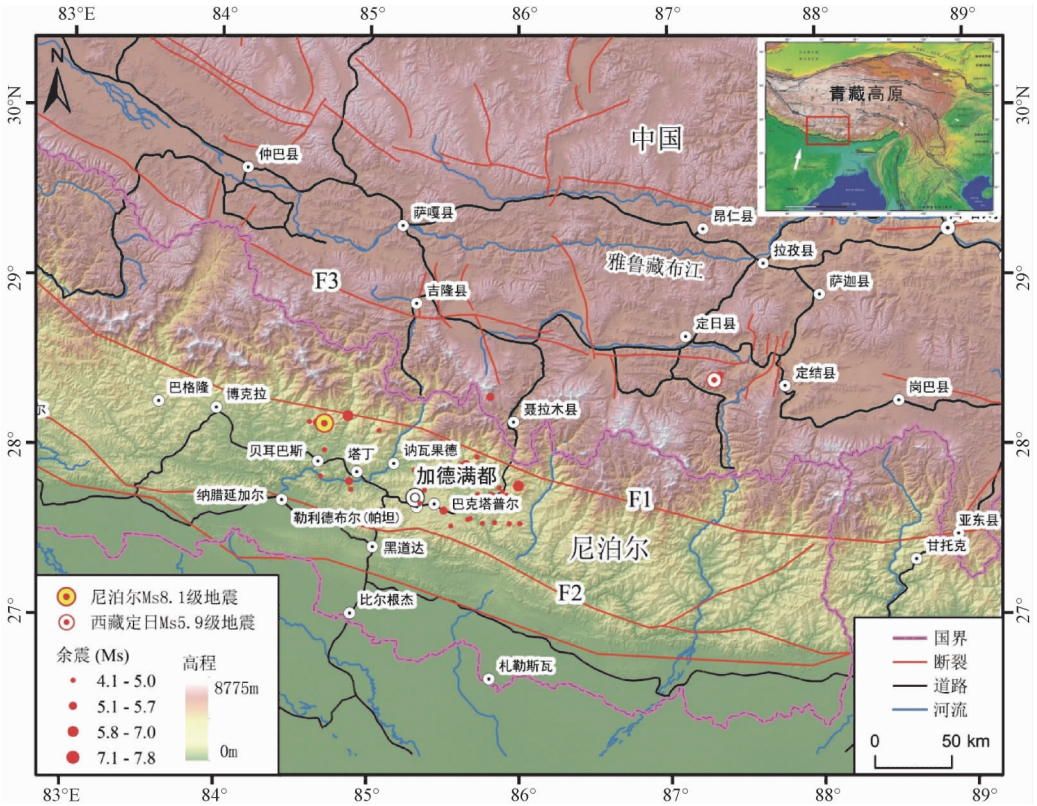 83°E
84°
85°
86°
87°
88°
89°
30°N
29°
28°
27°
30°N
29°
28°
27°
N
青藏高原
中国
仲巴县
萨嘎县
昂仁县
拉孜县
雅鲁藏布江
F3
吉隆县
萨迦县
定日县
定结县
岗巴县
巴格隆
博克拉
聂拉木县
贝耳巴斯
塔丁
讷瓦果德
加德满都
纳腊延加尔
巴克塔普尔
F1
勒利德布尔(帕坦)
亚东县
尼泊尔
甘托克
黑道达
F2
比尔根杰
札勒斯瓦
尼泊尔Ms8.1级地震
西藏定日Ms5.9级地震
余震 (Ms)
4.1 - 5.0
5.1 - 5.7
5.8 - 7.0
7.1 - 7.8
高程
8775m
0m
国界
断裂
道路
河流
0 50 km
83°E
84°
85°
86°
87°
88°
89°